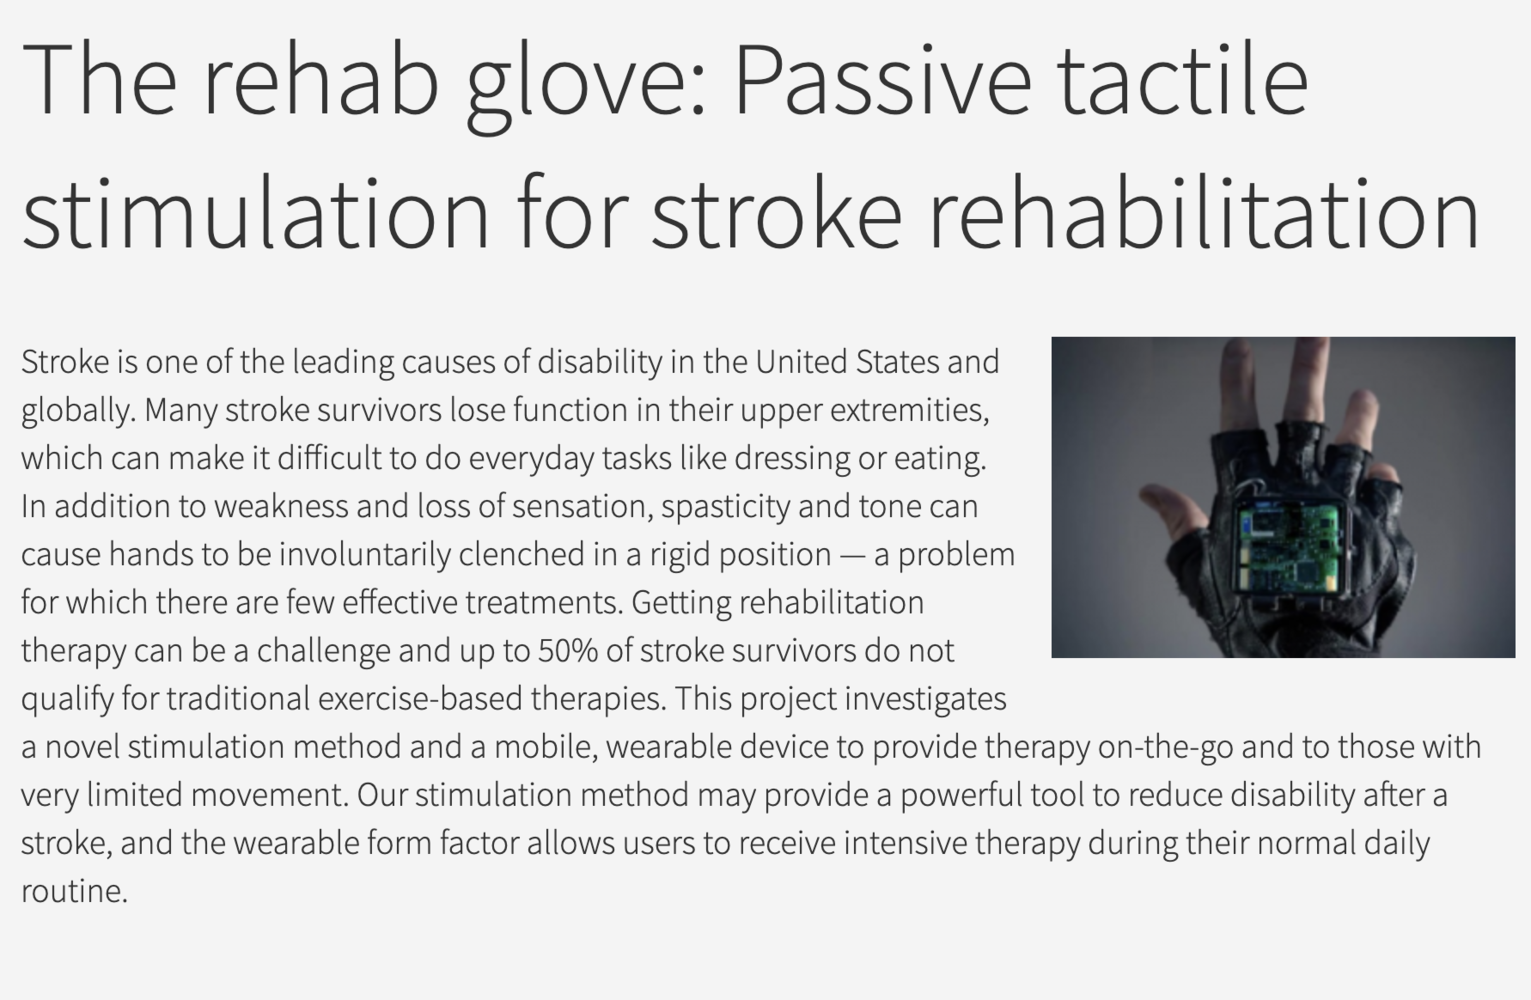 The rehab glove: Passive tactile
stimulation for stroke rehabilitation
Stroke is one of the leading causes of disability in the United States and
globally. Many stroke survivors lose function in their upper extremities,
which can make it difficult to do everyday tasks like dressing or eating.
In addition to weakness and loss of sensation, spasticity and tone can
cause hands to be involuntarily clenched in a rigid position — a problem
for which there are few effective treatments. Getting rehabilitation
therapy can be a challenge and up to 50% of stroke survivors do not
qualify for traditional exercise-based therapies. This project investigates
a novel stimulation method and a mobile, wearable device to provide therapy on-the-go and to those with
very limited movement. Our stimulation method may provide a powerful tool to reduce disability after a
stroke, and the wearable form factor allows users to receive intensive therapy during their normal daily
routine.